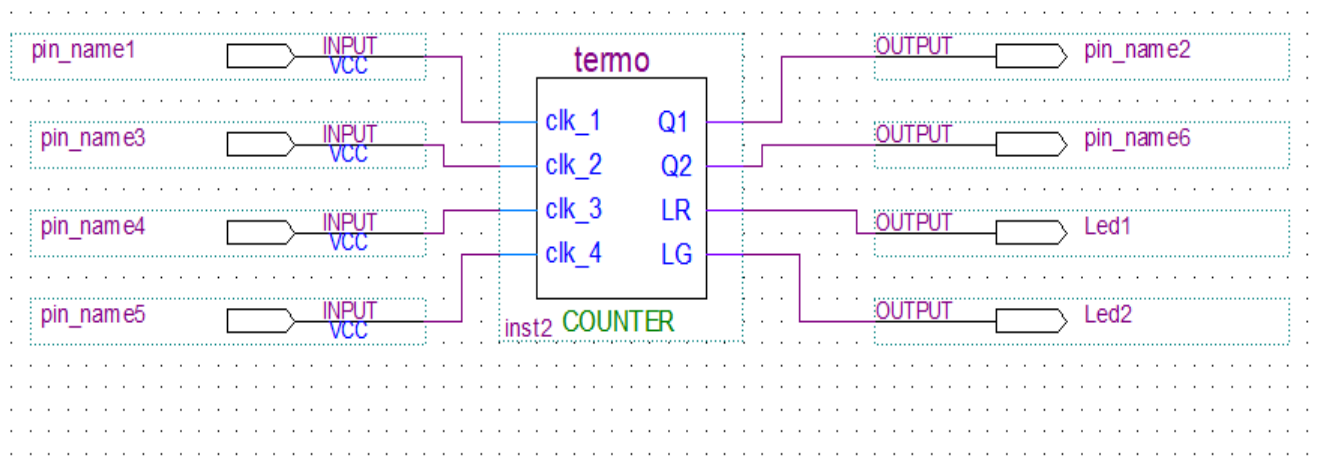 pin_name1
INPUT
VCC
termo
OUTPUT
pin_name2
clk_1
Q1
pin_name3
INPUT
VCC
OUTPUT
pin_name6
clk_2
Q2
pin_name4
INPUT
VCC
clk_3
LR
OUTPUT
Led1
clk_4
LG
pin_name5
INPUT
VCC
inst2
COUNTER
OUTPUT
Led2